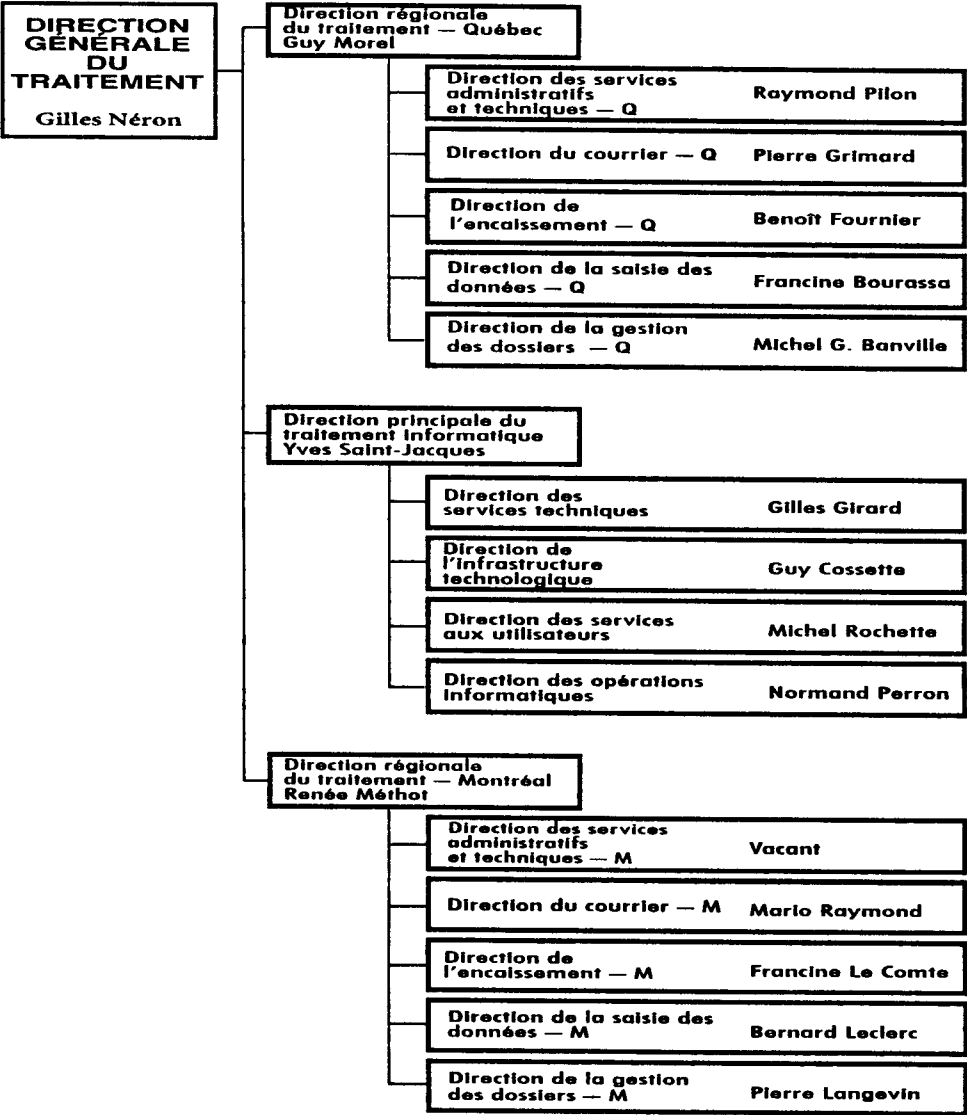 DIRECTION
GÉNÉRALE
DU
TRAITEMENT
Gilles Néron
Direction régionale
du traitement — Québec
Guy Morel
Direction des services
administratifs
et techniques — Q
Raymond Pilon
Direction du courrier — Q
Pierre Grimard
Direction de
l'encaissement — Q
Benoît Fournier
Direction de la saisie des
données — Q
Francine Bourassa
Direction de la gestion
des dossiers — Q
Michel G. Banville
Direction principale du
traitement informatique
Yves Saint-Jacques
Direction des
services techniques
Gilles Girard
Direction de
l'infrastructure
technologique
Guy Cossette
Direction des services
aux utilisateurs
Michel Rochette
Direction des opérations
informatiques
Normand Perron
Direction régionale
du traitement — Montréal
Renée Méthot
Direction des services
administratifs
et techniques — M
Vacant
Direction du courrier — M
Mario Raymond
Direction de
l'encaissement — M
Francine Le Comte
Direction de la saisie des
données — M
Bernard Leclerc
Direction de la gestion
des dossiers — M
Pierre Langevin